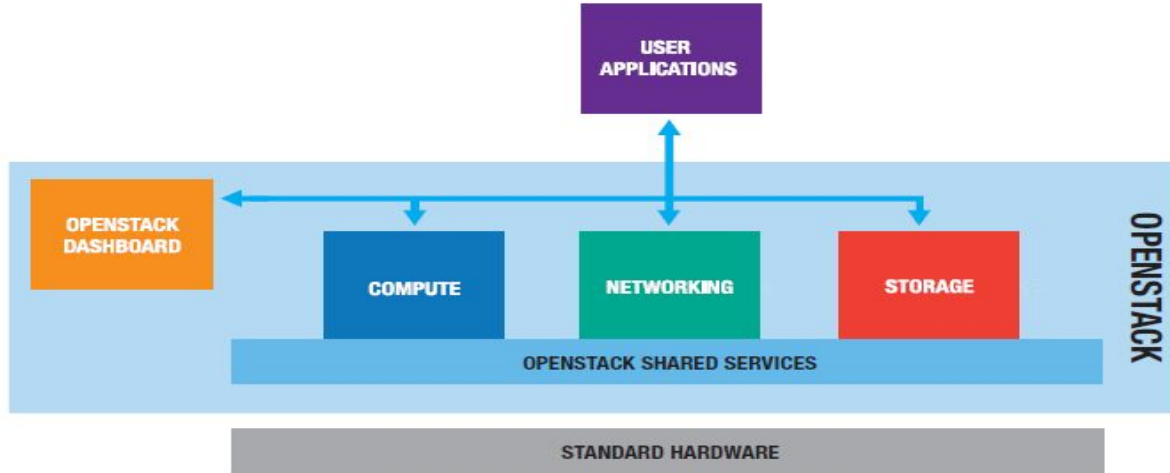 USER
APPLICATIONS
OPENSTACK
DASHBOARD
COMPUTE
NETWORKING
STORAGE
OPENSTACK
OPENSTACK SHARED SERVICES
STANDARD HARDWARE